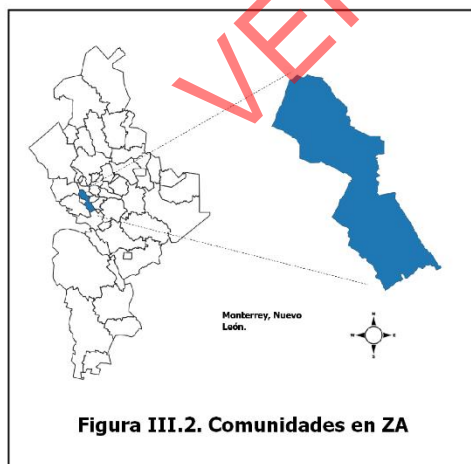 VER
Monterrey, Nuevo
León.
N
S
Figura III.2. Comunidades en ZA